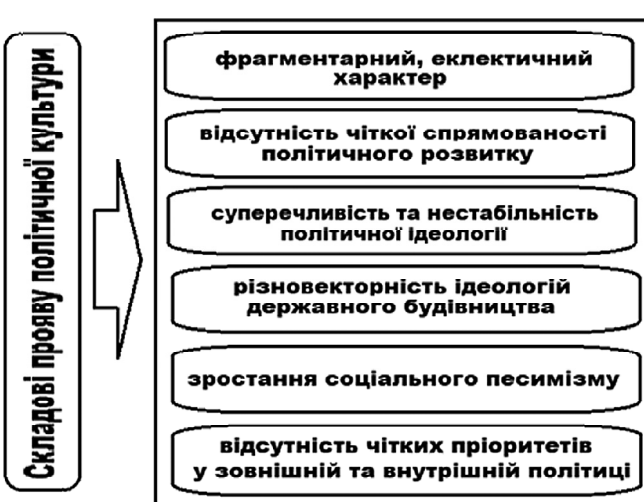 Складові прояву політичної культури
фрагментарний, еклектичний
характер
відсутність чіткої спрямованості
політичного розвитку
суперечливість та нестабільність
політичної ідеології
різновекторність ідеологій
державного будівництва
зростання соціального песимізму
відсутність чітких пріоритетів
у зовнішній та внутрішній політиці